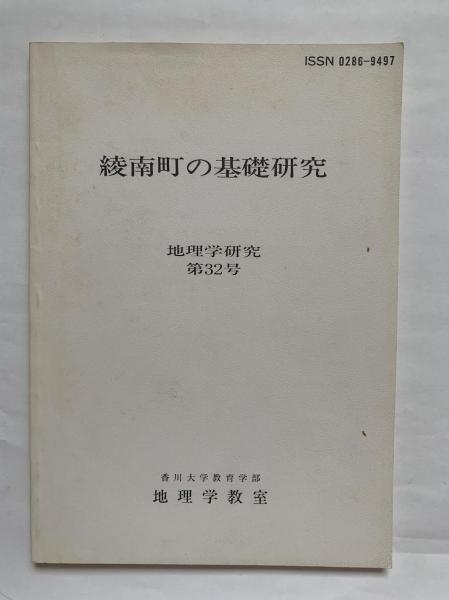 ISSN 0286-9497
綾南町の基礎研究
地理学研究
第32号
香川大学教育学部
地理学教室